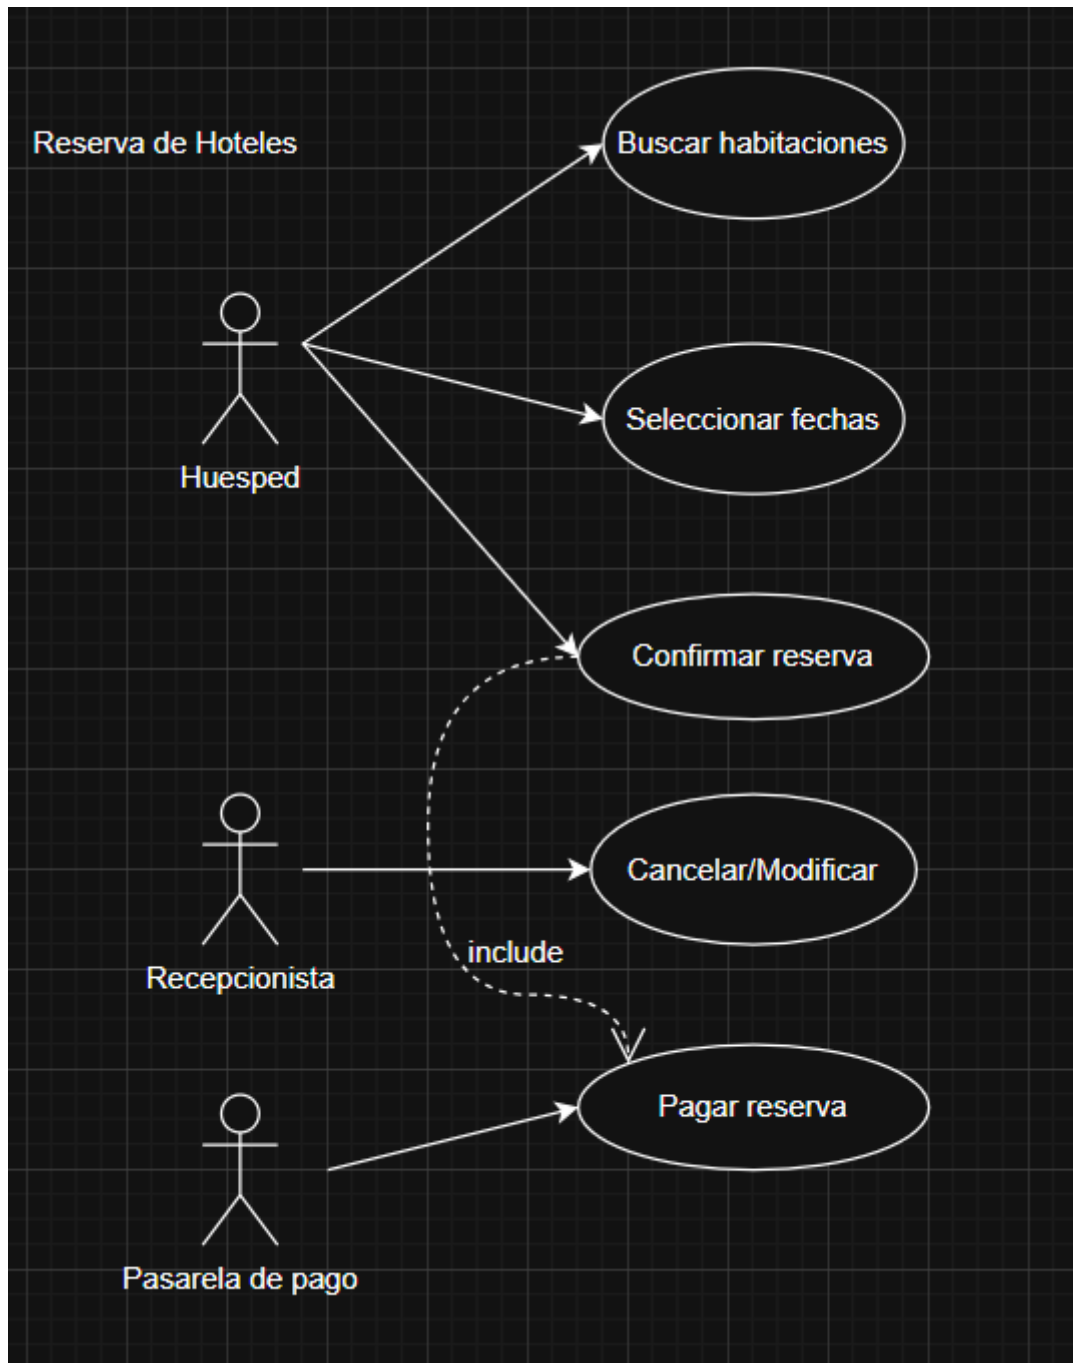 Reserva de Hoteles
Buscar habitaciones
Seleccionar fechas
Huesped
Confirmar reserva
Cancelar/Modificar
include
Recepcionista
Pagar reserva
Pasarela de pago